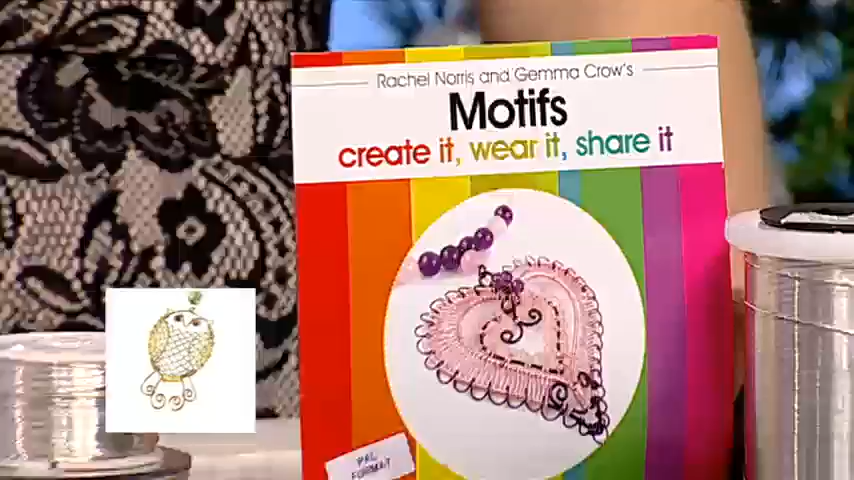 Rachel Norris and Gemma Crow's
Motifs
create it, wear it, share it
PAL
FORMAT